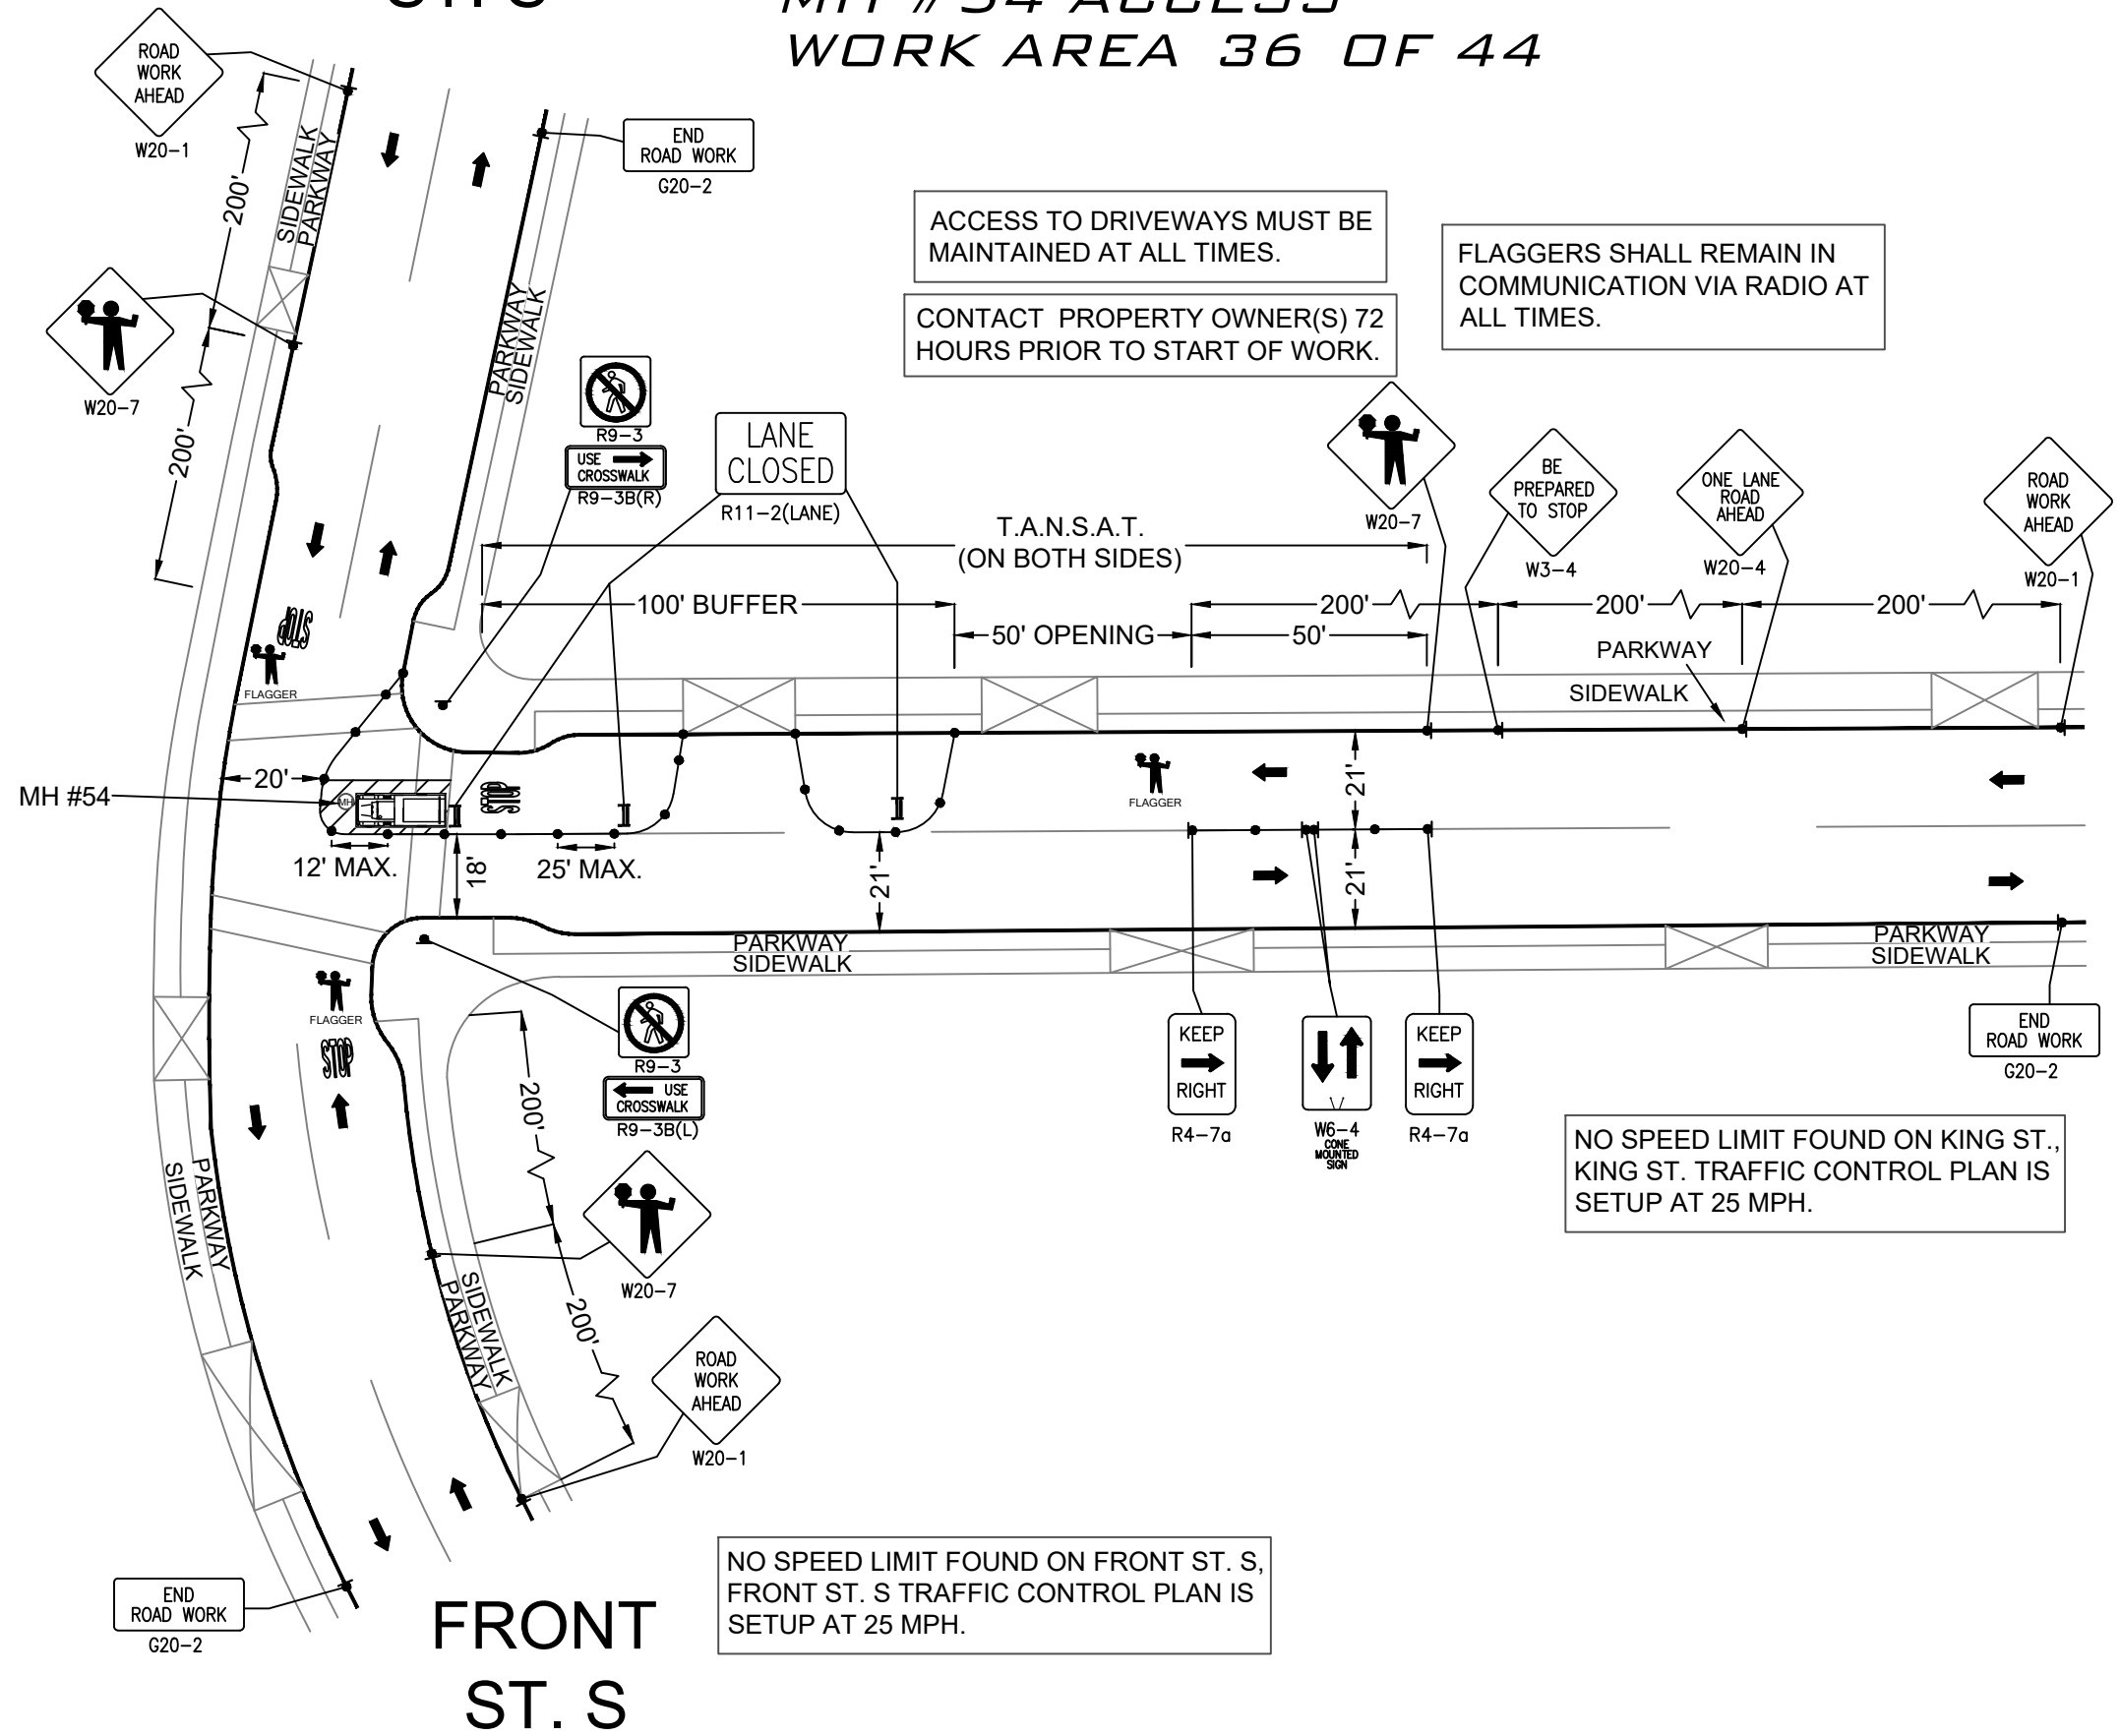 MH #54 ACCESS
WORK AREA 36 OF 44
ROAD
WORK
AHEAD
W20-1
END
ROAD WORK
G20-2
SIDEWALK
PARKWAY
200'
ACCESS TO DRIVEWAYS MUST BE
MAINTAINED AT ALL TIMES.
CONTACT PROPERTY OWNER(S) 72
HOURS PRIOR TO START OF WORK.
FLAGGERS SHALL REMAIN IN
COMMUNICATION VIA RADIO AT
ALL TIMES.
W20-7
200'
PARKWAY
SIDEWALK
R9-3
USE
CROSSWALK
R9-3B(R)
LANE
CLOSED
R11-2(LANE)
T.A.N.S.A.T.
(ON BOTH SIDES)
W20-7
BE
PREPARED
TO STOP
W3-4
ONE LANE
ROAD
AHEAD
W20-4
ROAD
WORK
AHEAD
W20-1
100' BUFFER
200'
200'
200'
50' OPENING
50'
PARKWAY
SIDEWALK
STOP
FLAGGER
MH #54
20'
MH
STOP
FLAGGER
21'
12' MAX.
18'
25' MAX.
21'
21'
PARKWAY
SIDEWALK
PARKWAY
SIDEWALK
FLAGGER
STOP
R9-3
USE
CROSSWALK
R9-3B(L)
KEEP
RIGHT
R4-7a
W6-4
CONE
MOUNTED
SIGN
KEEP
RIGHT
R4-7a
END
ROAD WORK
G20-2
200'
NO SPEED LIMIT FOUND ON KING ST.,
KING ST. TRAFFIC CONTROL PLAN IS
SETUP AT 25 MPH.
PARKWAY
SIDEWALK
W20-7
SIDEWALK
PARKWAY
200'
ROAD
WORK
AHEAD
W20-1
END
ROAD WORK
G20-2
FRONT
ST. S
NO SPEED LIMIT FOUND ON FRONT ST. S,
FRONT ST. S TRAFFIC CONTROL PLAN IS
SETUP AT 25 MPH.